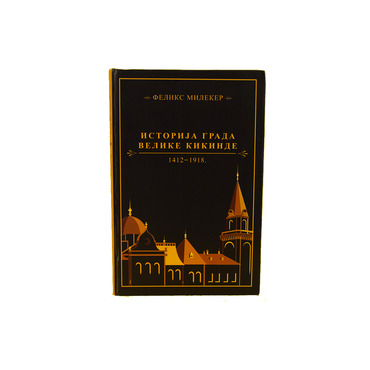 ФЕЛИКС МИЛЕКЕР
ИСТОРИЈА ГРАДА
ВЕЛИКЕ КИКИНДЕ
1412−1918.